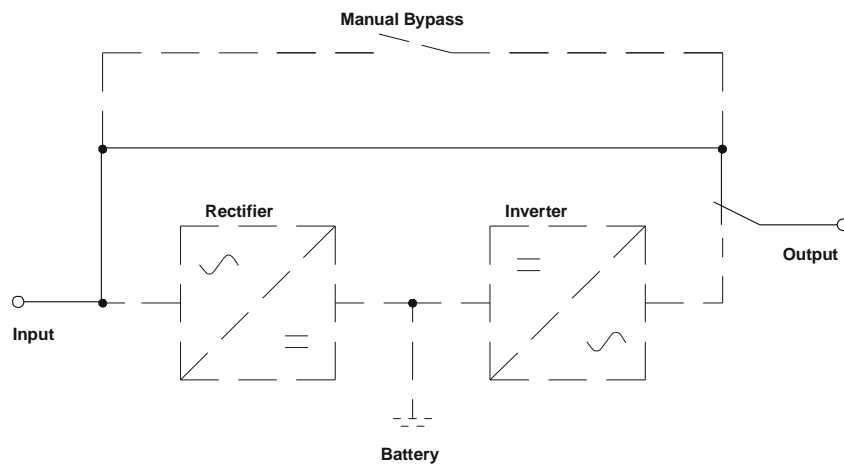 Manual Bypass
Rectifier
Inverter
Output
Input
Battery